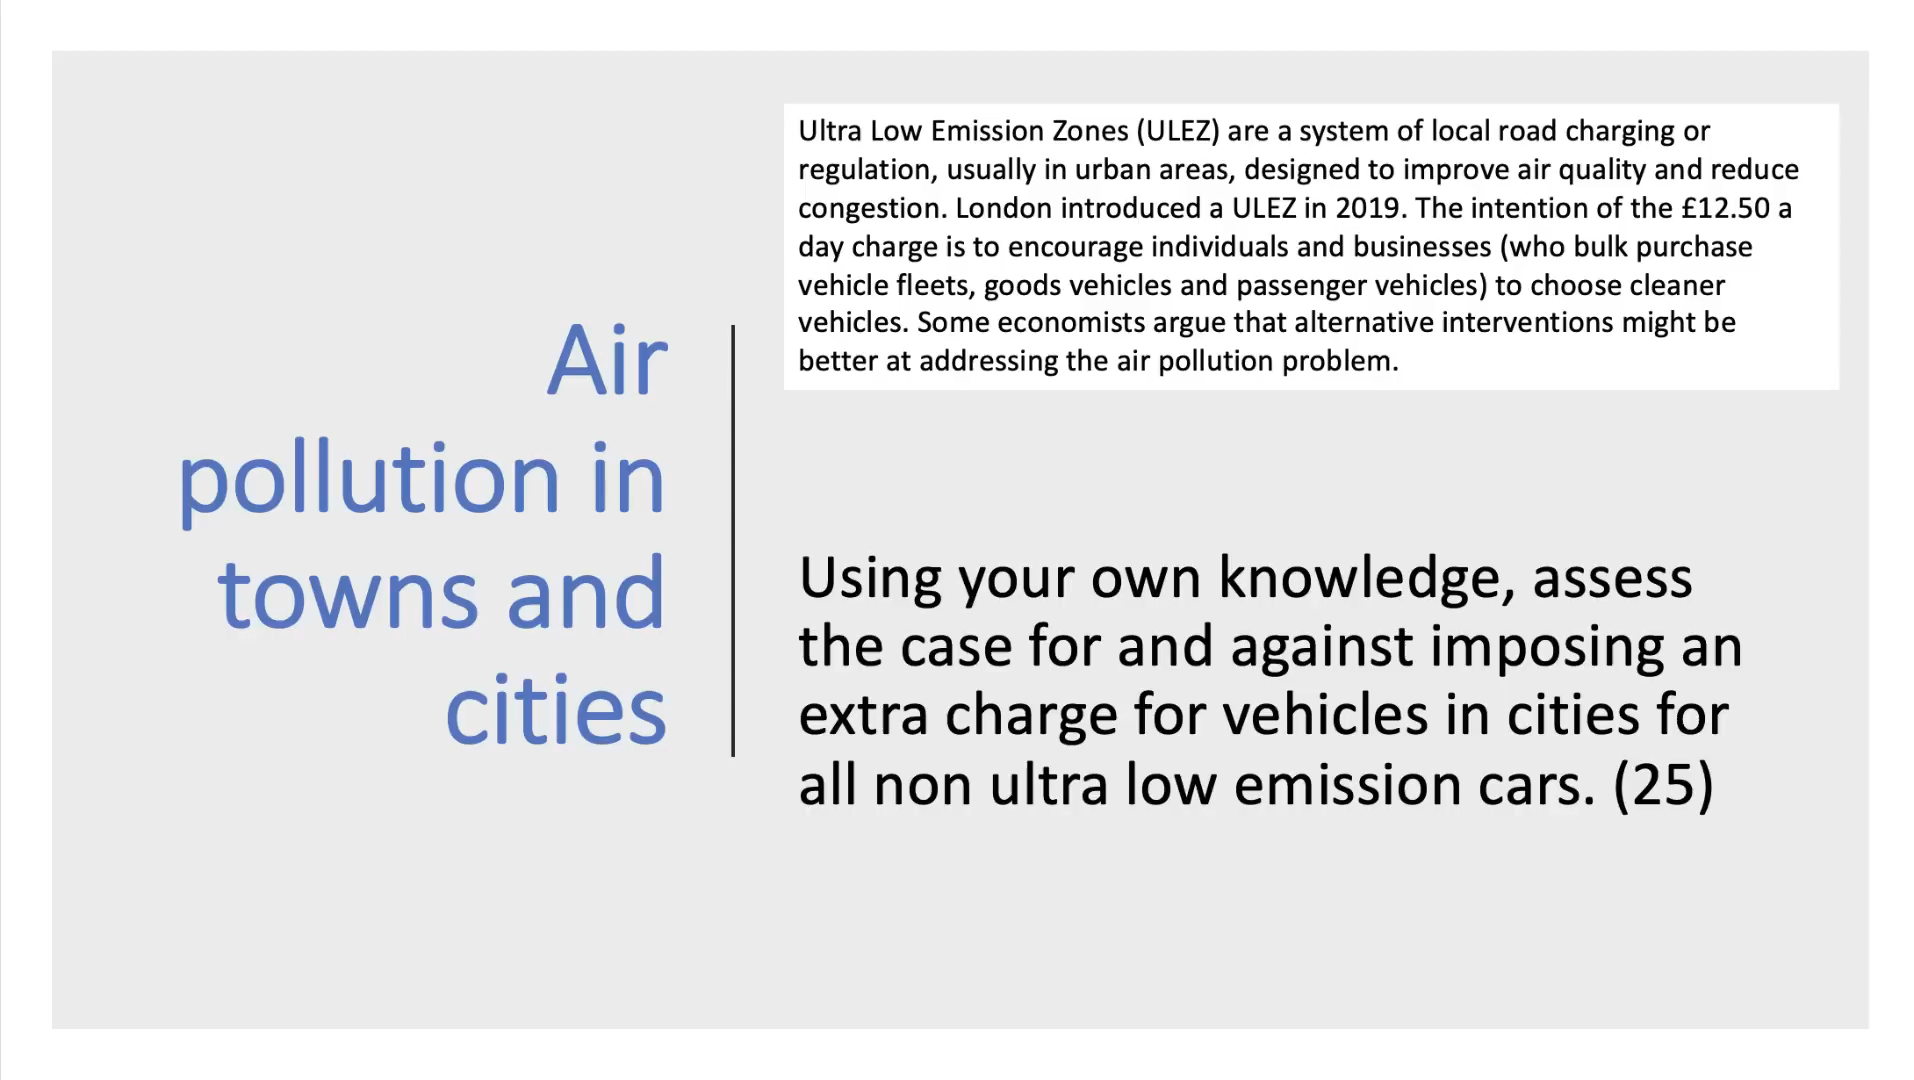 Air
pollution in
towns and
cities
Ultra Low Emission Zones (ULEZ) are a system of local road charging or
regulation, usually in urban areas, designed to improve air quality and reduce
congestion. London introduced a ULEZ in 2019. The intention of the £12.50 a
day charge is to encourage individuals and businesses (who bulk purchase
vehicle fleets, goods vehicles and passenger vehicles) to choose cleaner
vehicles. Some economists argue that alternative interventions might be
better at addressing the air pollution problem.
Using your own knowledge, assess
the case for and against imposing an
extra charge for vehicles in cities for
all non ultra low emission cars. (25)